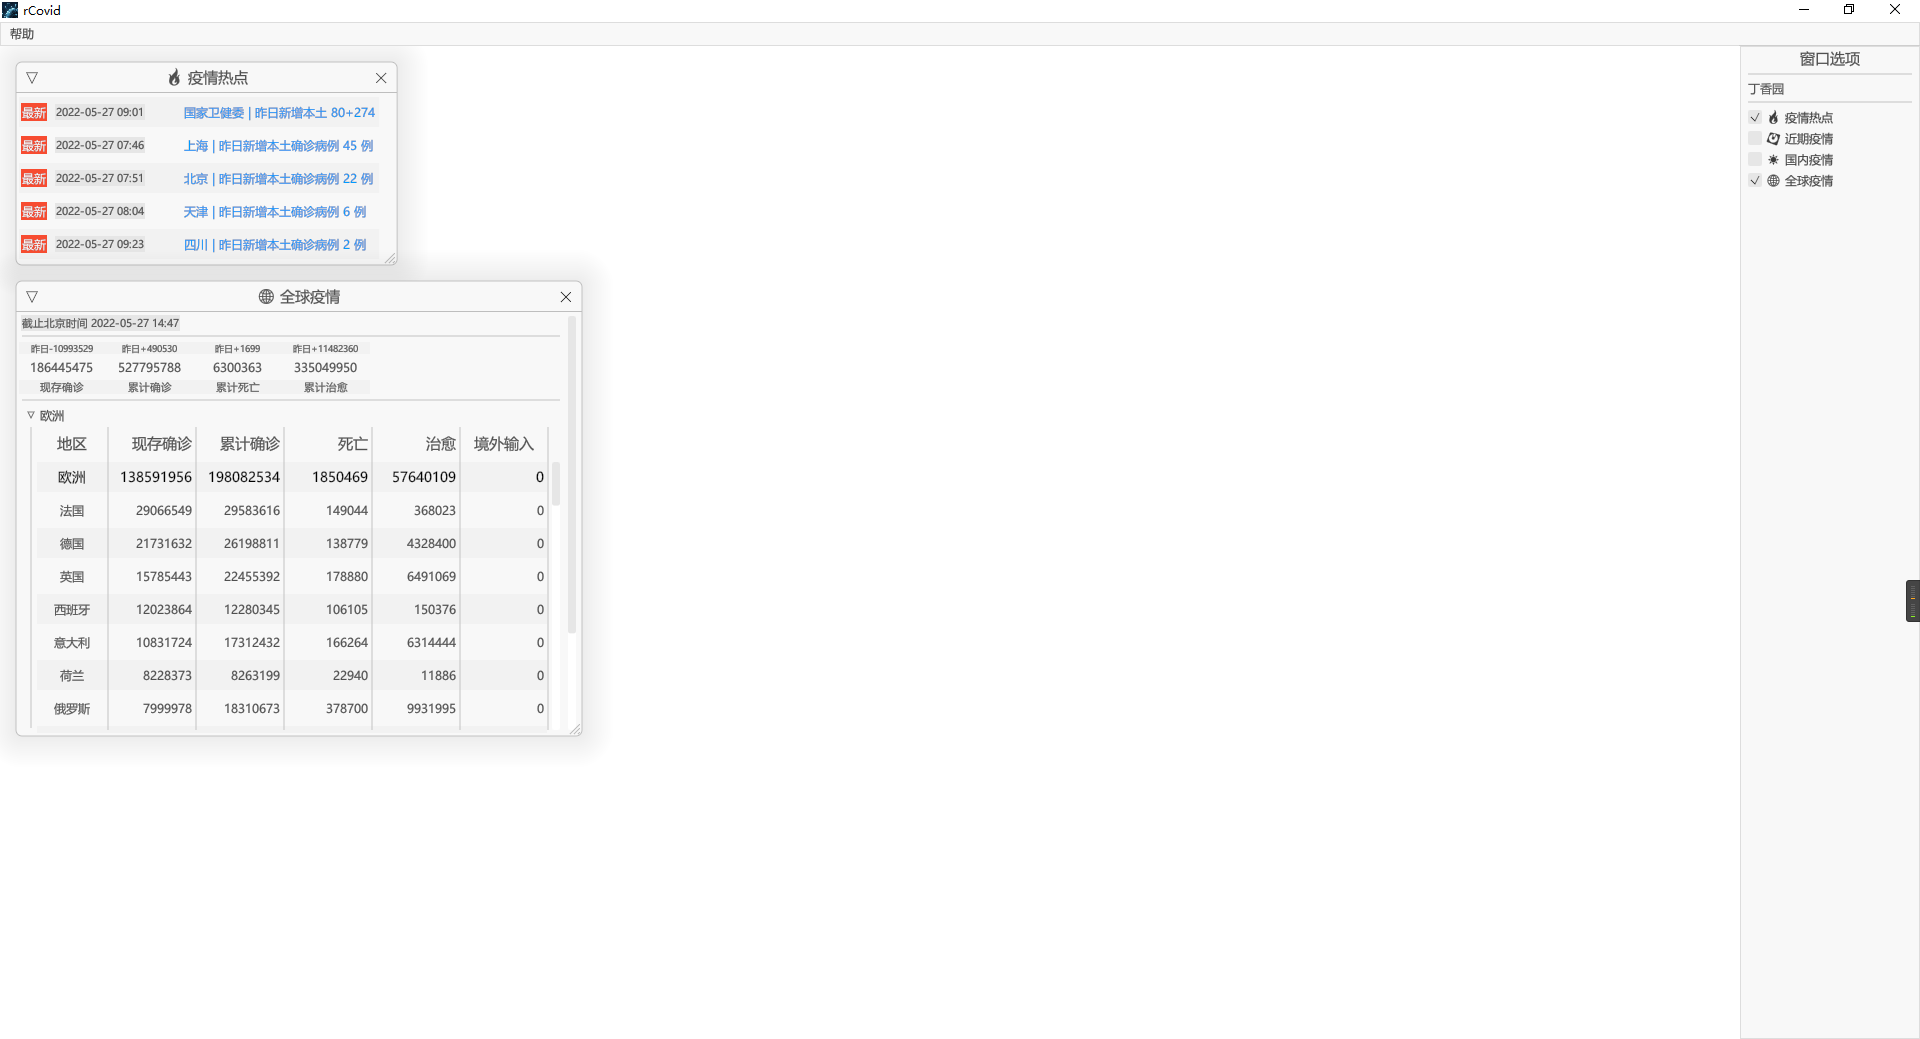 rCovid
帮助
疫情热点
最新 2022-05-27 09:01 国家卫健委 | 昨日新增本土 80+274
最新 2022-05-27 07:46 上海 | 昨日新增本土确诊病例 45 例
最新 2022-05-27 07:51 北京 | 昨日新增本土确诊病例 22 例
最新 2022-05-27 08:04 天津 | 昨日新增本土确诊病例 6 例
最新 2022-05-27 09:23 四川 | 昨日新增本土确诊病例 2 例
全球疫情
截止北京时间 2022-05-27 14:47
昨日-10993529 昨日+490530 昨日+1699 昨日+11482360
186445475 527795788 6300363 335049950
现存确诊 累计确诊 累计死亡 累计治愈
欧洲
地区 现存确诊 累计确诊 死亡 治愈 境外输入
欧洲 138591956 198082534 1850469 57640109 0
法国 29066549 29583616 149044 368023 0
德国 21731632 26198811 138779 4328400 0
英国 15785443 22455392 178880 6491069 0
西班牙 12023864 12280345 106105 150376 0
意大利 10831724 17312432 166264 6314444 0
荷兰 8228373 8263199 22940 11886 0
俄罗斯 7999978 18310673 378700 9931995 0
窗口选项
丁香园
疫情热点
近期疫情
国内疫情
全球疫情